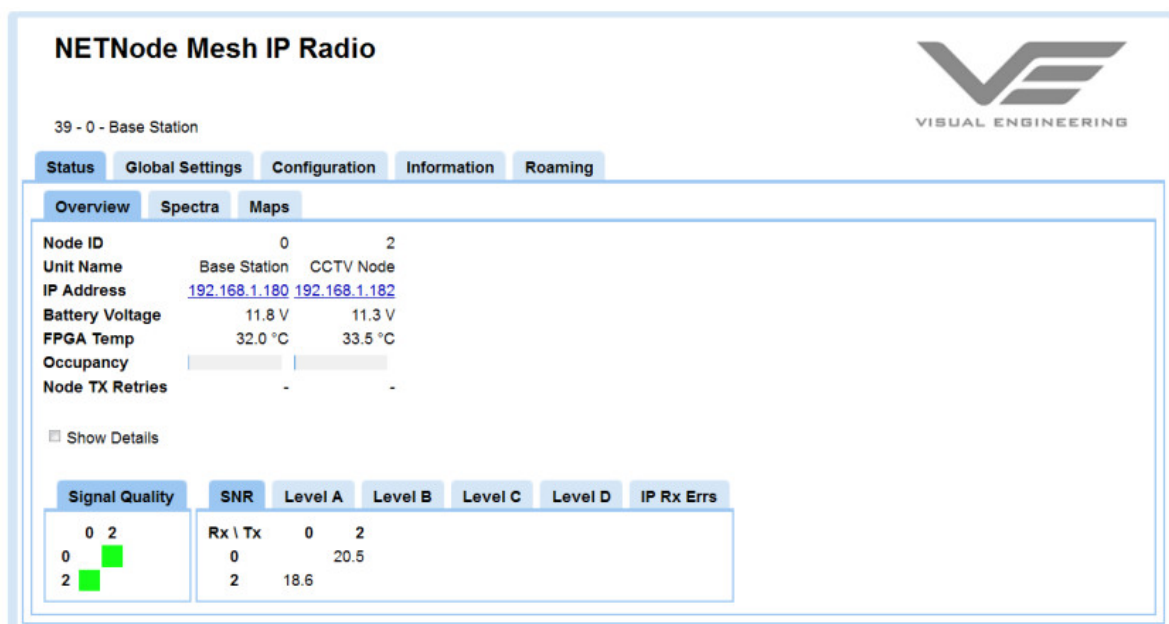 NETNode Mesh IP Radio
VISUAL ENGINEERING
39 - 0 - Base Station
Status Global Settings Configuration Information Roaming
Overview Spectra Maps
Node ID 0 2
Unit Name Base Station CCTV Node
IP Address 192.168.1.180 192.168.1.182
Battery Voltage 11.8 V 11.3 V
FPGA Temp 32.0 °C 33.5 °C
Occupancy
Node TX Retries - -
Show Details
Signal Quality SNR Level A Level B Level C Level D IP Rx Errs
0 2 Rx \ Tx 0 2
0 0 20.5
2 2 18.6